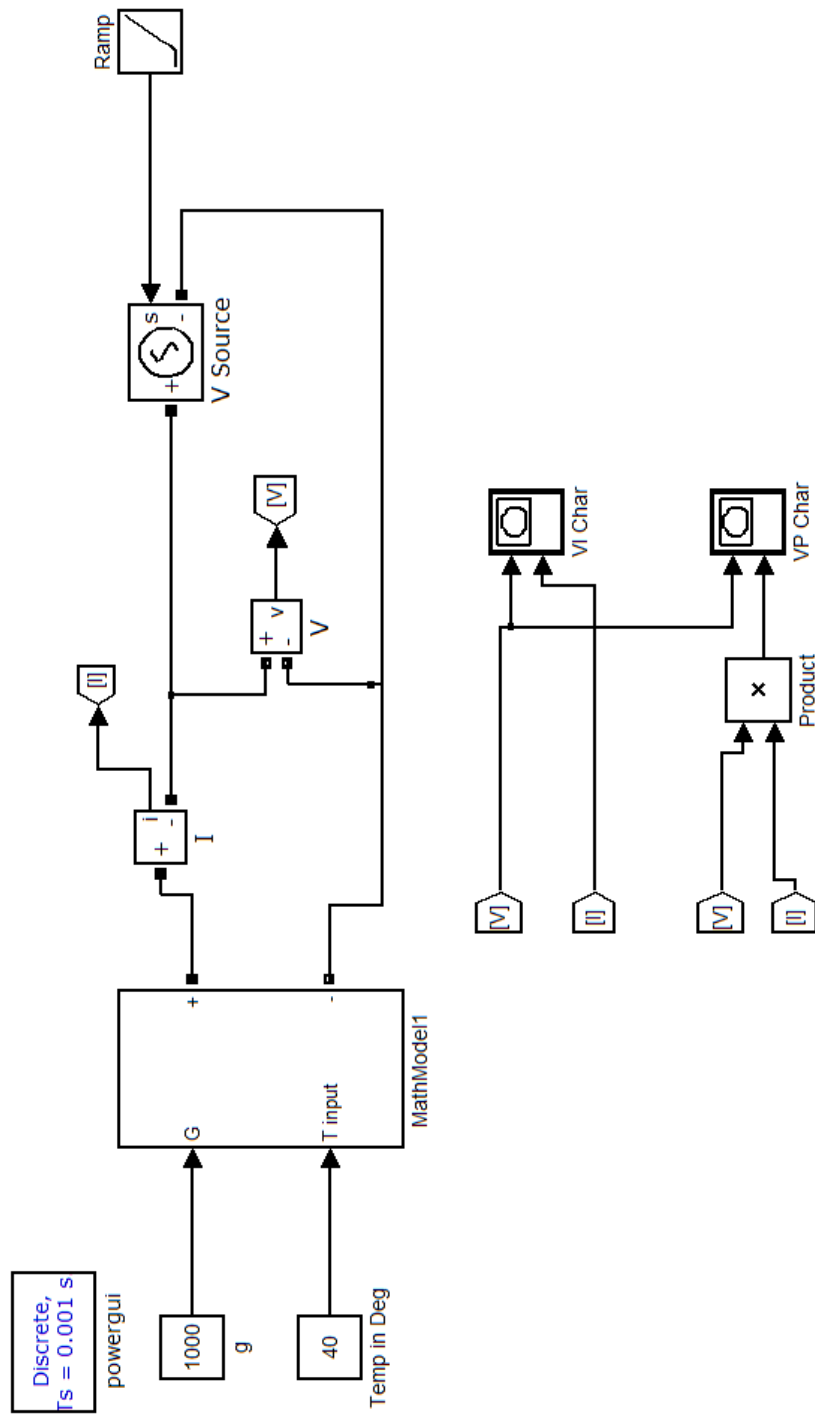 Discrete,
Ts = 0.001 s
powergui
1000
g
40
Temp in Deg
G
T input
+
-
MathModel1
+
i
-
I
[I]
+
-
v
V
[V]
+
s
-
V Source
Ramp
[V]
[I]
VI Char
[V]
[I]
×
Product
VP Char